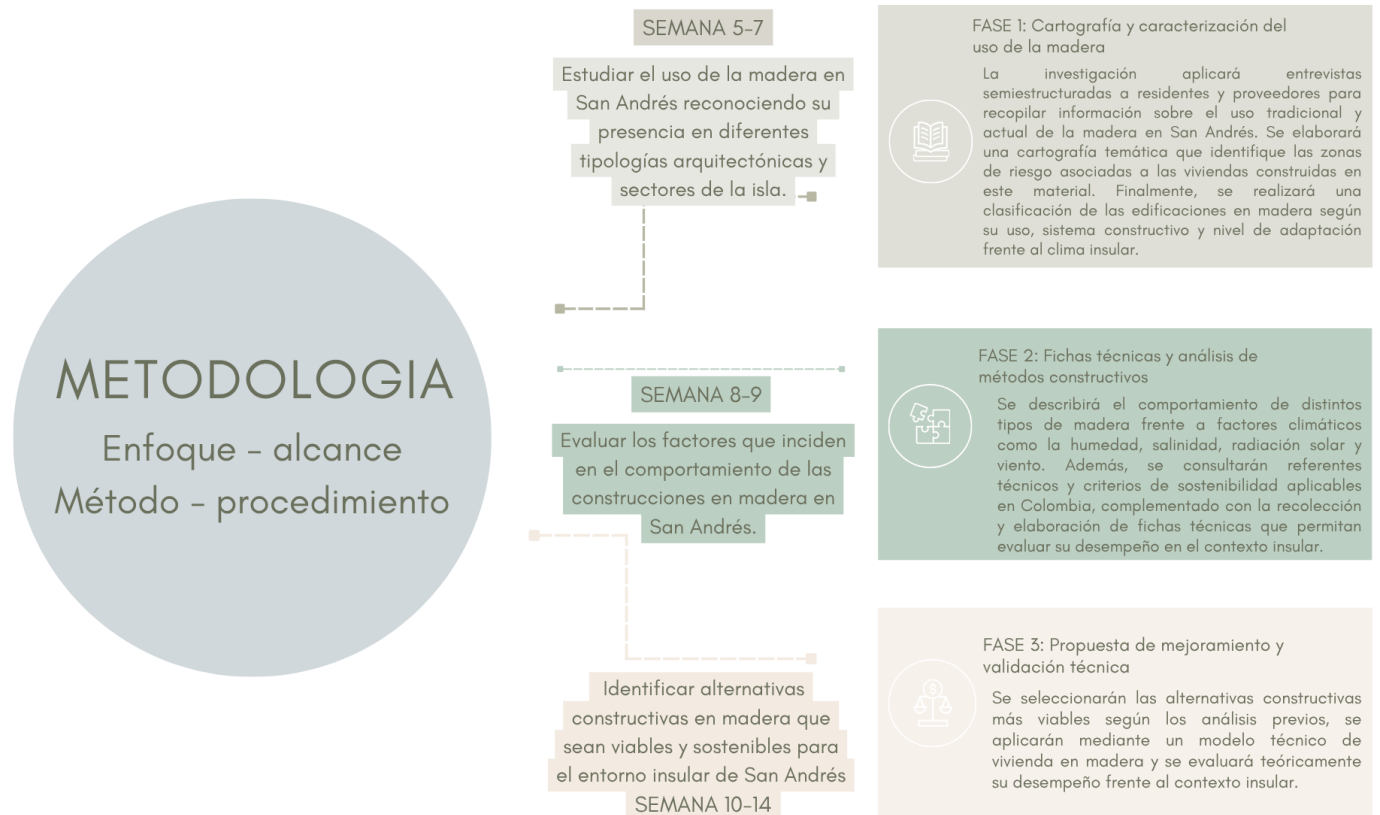 METODOLOGIA
Enfoque - alcance
Método - procedimiento
SEMANA 5-7
Estudiar el uso de la madera en
San Andrés reconociendo su
presencia en diferentes
tipologías arquitectónicas y
sectores de la isla.
FASE 1: Cartografía y caracterización del
uso de la madera
La investigación aplicará entrevistas
semiestructuradas a residentes y proveedores para
recopilar información sobre el uso tradicional y
actual de la madera en San Andrés. Se elaborará
una cartografía temática que identifique las zonas
de riesgo asociadas a las viviendas construidas en
este material. Finalmente, se realizará una
clasificación de las edificaciones en madera según
su uso, sistema constructivo y nivel de adaptación
frente al clima insular.
SEMANA 8-9
Evaluar los factores que inciden
en el comportamiento de las
construcciones en madera en
San Andrés.
FASE 2: Fichas técnicas y análisis de
métodos constructivos
Se describirá el comportamiento de distintos
tipos de madera frente a factores climáticos
como la humedad, salinidad, radiación solar y
viento. Además, se consultarán referentes
técnicos y criterios de sostenibilidad aplicables
en Colombia, complementado con la recolección
y elaboración de fichas técnicas que permitan
evaluar su desempeño en el contexto insular.
Identificar alternativas
constructivas en madera que
sean viables y sostenibles para
el entorno insular de San Andrés
SEMANA 10-14
FASE 3: Propuesta de mejoramiento y
validación técnica
Se seleccionarán las alternativas constructivas
más viables según los análisis previos, se
aplicarán mediante un modelo técnico de
vivienda en madera y se evaluará teóricamente
su desempeño frente al contexto insular.